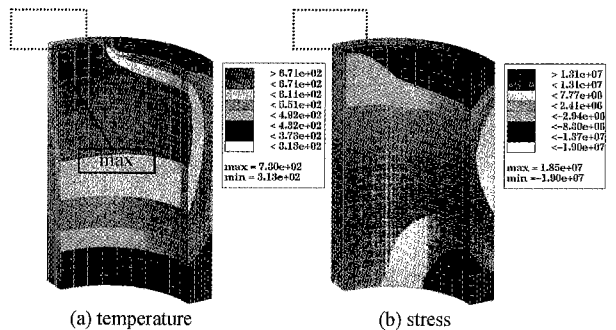 > 6.71e+02
< 6.71e+02
< 6.11e+02
< 5.51e+02
< 4.92e+02
< 4.32e+02
< 3.73e+02
< 3.13e+02
max = 7.30e+02
min = 3.13e+02
max
> 1.31e+07
< 1.31e+07
< 7.77e+06
< 2.41e+06
<-2.94e+06
<-8.30e+06
<-1.37e+07
<-1.90e+07
max = 1.85e+07
min =-1.90e+07
(a) temperature
(b) stress